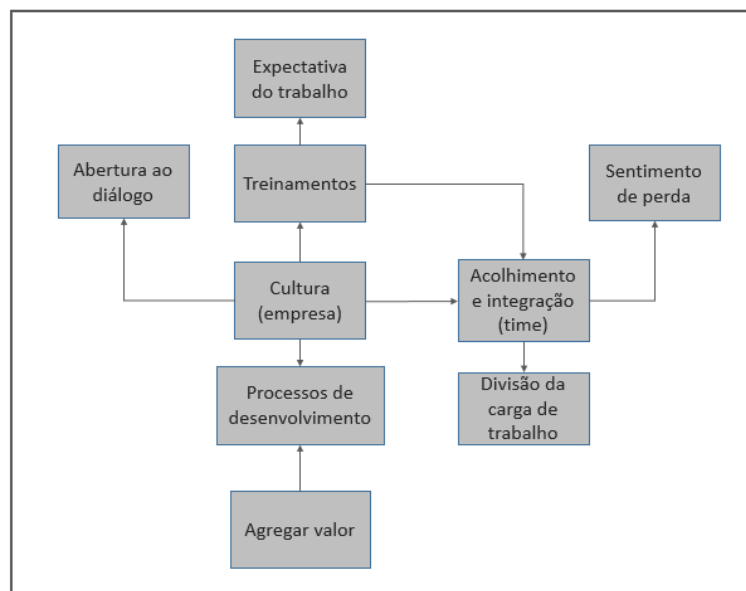 Expectativa
do trabalho
Abertura ao
diálogo
Treinamentos
Sentimento
de perda
Cultura
(empresa)
Acolhimento
e integração
(time)
Processos de
desenvolvimento
Divisão da
carga de
trabalho
Agregar valor